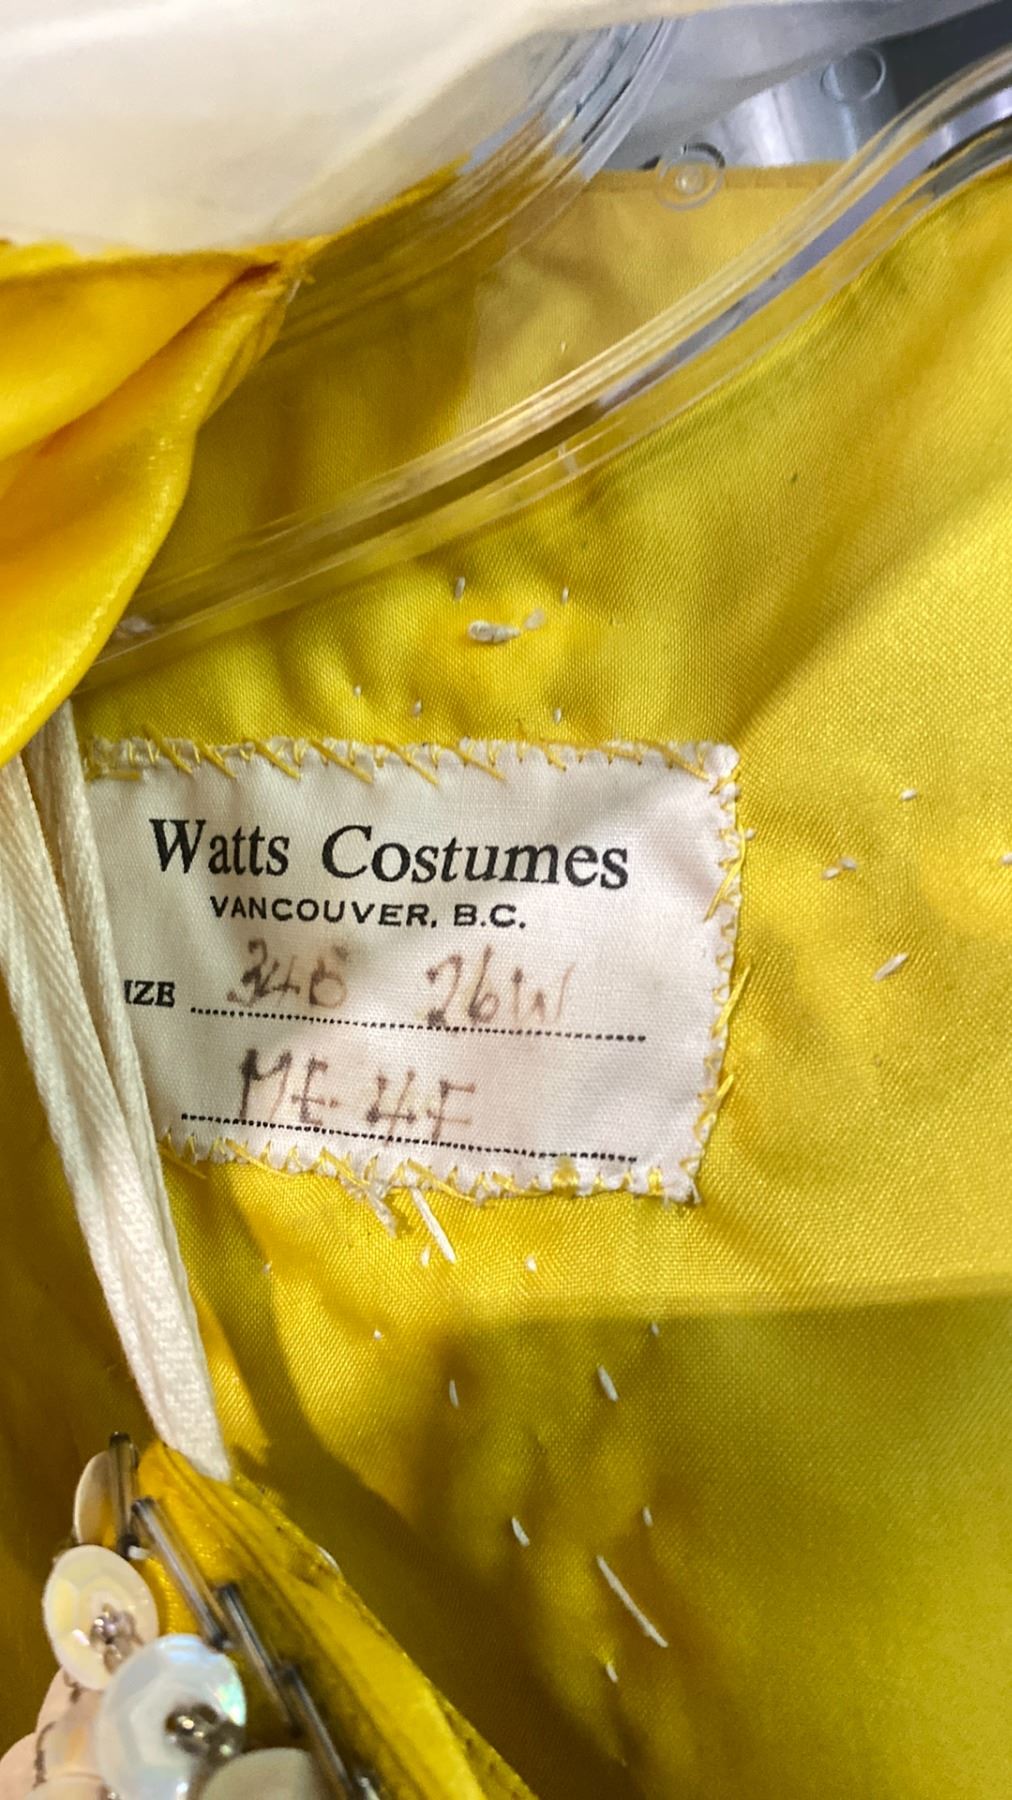 Watts Costumes
VANCOUVER, B.C.
IZE 34B 26W
ME 4F